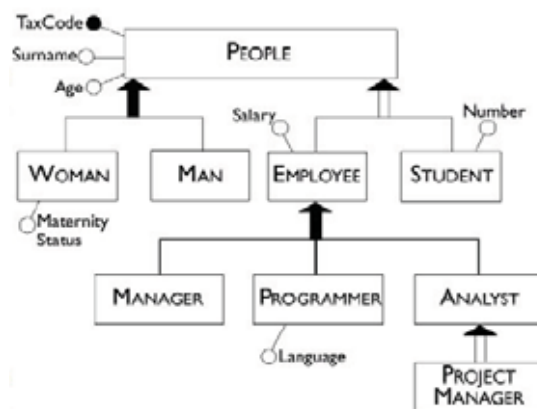 TaxCode
PEOPLE
Surname
Age
Salary
Number
WOMAN
MAN
EMPLOYEE
STUDENT
Maternity
Status
MANAGER
PROGRAMMER
ANALYST
Language
PROJECT
MANAGER